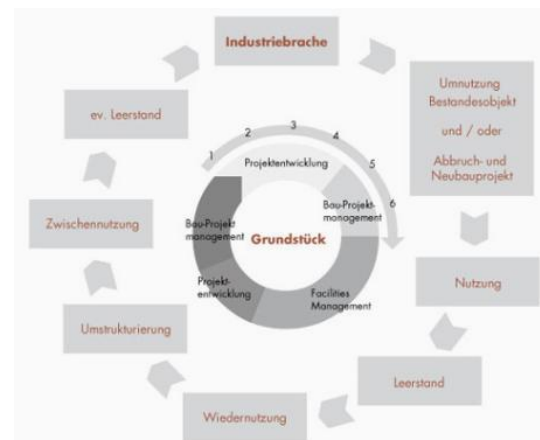 Industriebrache
Umnutzung
Bestandesobjekt
und / oder
Abbruch- und
Neubauprojekt
Nutzung
Leerstand
Wiedernutzung
Umstrukturierung
Zwischennutzung
ev. Leerstand
1
2
3
4
5
6
Projektentwicklung
Bau-Projekt-
management
Facilities
Management
Projekt-
entwicklung
Bau-Projekt
management
Grundstück